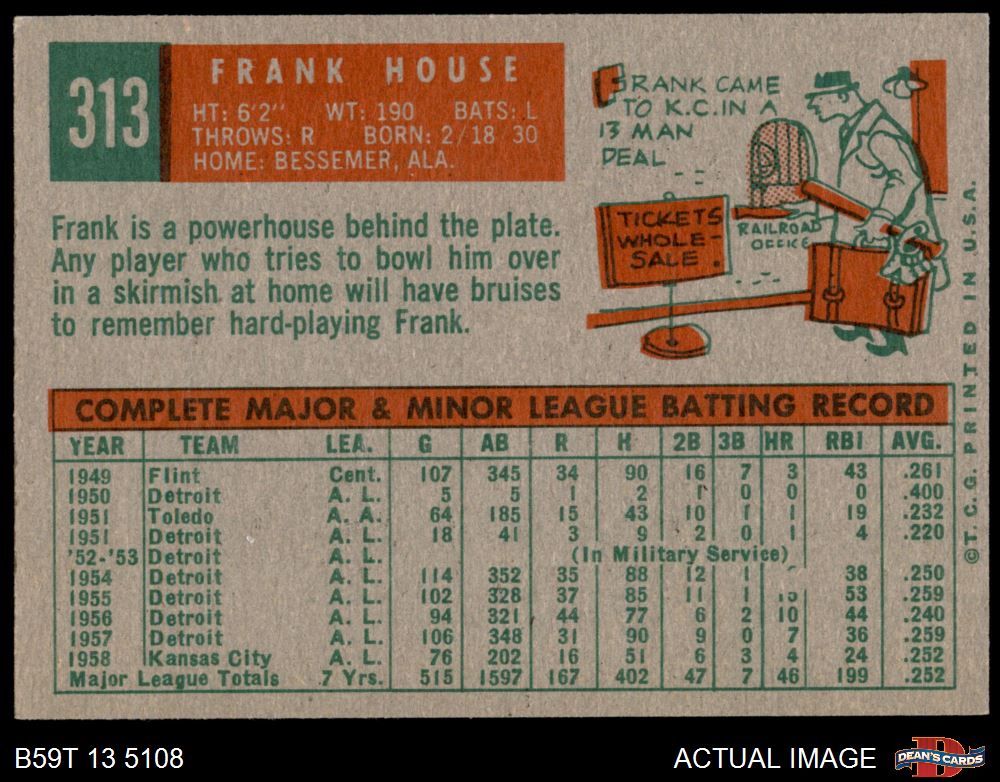 313
FRANK HOUSE
HT: 6'2" WT: 190 BATS: L
THROWS: R BORN: 2/18/30
HOME: BESSEMER, ALA.
FRANK CAME
TO K.C. IN A
13 MAN
DEAL
TICKETS
WHOLE-
SALE.
RAILROAD
OFFICE
Frank is a powerhouse behind the plate.
Any player who tries to bowl him over
in a skirmish at home will have bruises
to remember hard-playing Frank.
COMPLETE MAJOR & MINOR LEAGUE BATTING RECORD
YEAR TEAM LEA. G AB R H 2B 3B HR RBI AVG.
1949 Flint Cent. 107 345 34 90 16 7 3 43 .261
1950 Detroit A. L. 5 5 1 2 1 0 0 0 .400
1951 Toledo A. A. 64 185 15 43 10 1 1 19 .232
1951 Detroit A. L. 18 41 3 9 2 0 1 4 .220
'52-'53 Detroit A. L. (In Military Service)
1954 Detroit A. L. 114 352 35 88 12 1 38 .250
1955 Detroit A. L. 102 328 37 85 11 1 53 .259
1956 Detroit A. L. 94 321 44 77 6 2 10 44 .240
1957 Detroit A. L. 106 348 31 90 9 0 7 36 .259
1958 Kansas City A. L. 76 202 16 51 6 3 4 24 .252
Major League Totals 7 Yrs. 515 1597 167 402 47 7 46 199 .252
©T. C. G. PRINTED IN U.S.A.
B59T 13 5108
ACTUAL IMAGE
D
DEAN'S CARDS